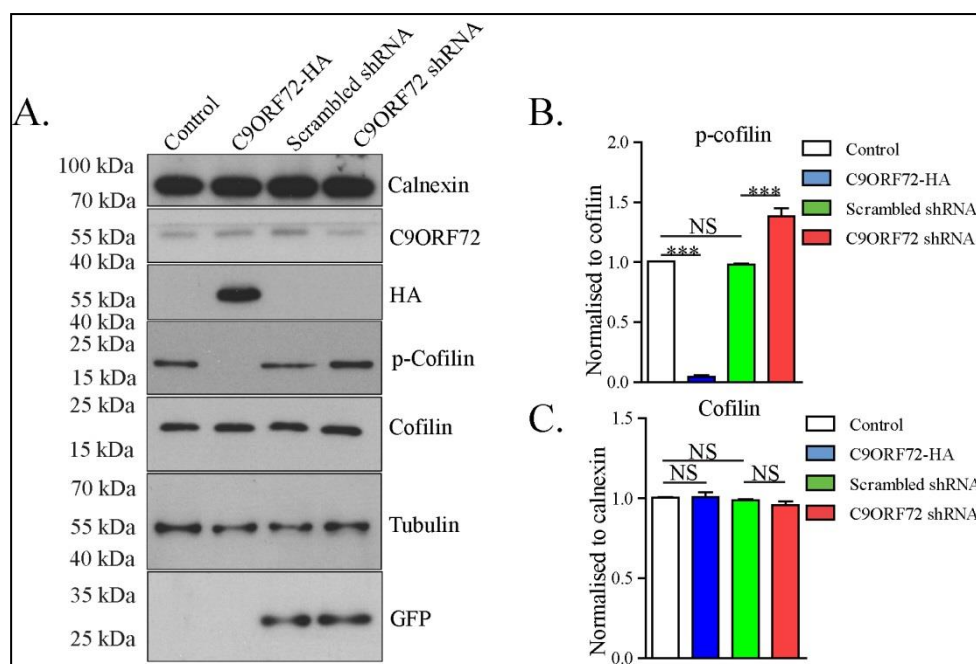 A.
Control
C9ORF72-HA
Scrambled shRNA
C9ORF72 shRNA
100 kDa
70 kDa
Calnexin
55 kDa
40 kDa
C9ORF72
55 kDa
40 kDa
HA
25 kDa
15 kDa
p-Cofilin
25 kDa
15 kDa
Cofilin
70 kDa
55 kDa
40 kDa
Tubulin
35 kDa
25 kDa
GFP
B.
p-cofilin
Normalised to cofilin
2.0
1.5
1.0
0.5
0.0
NS
***
***
Control
C9ORF72-HA
Scrambled shRNA
C9ORF72 shRNA
C.
Cofilin
Normalised to calnexin
1.5
1.0
0.5
0.0
NS
NS
NS
Control
C9ORF72-HA
Scrambled shRNA
C9ORF72 shRNA